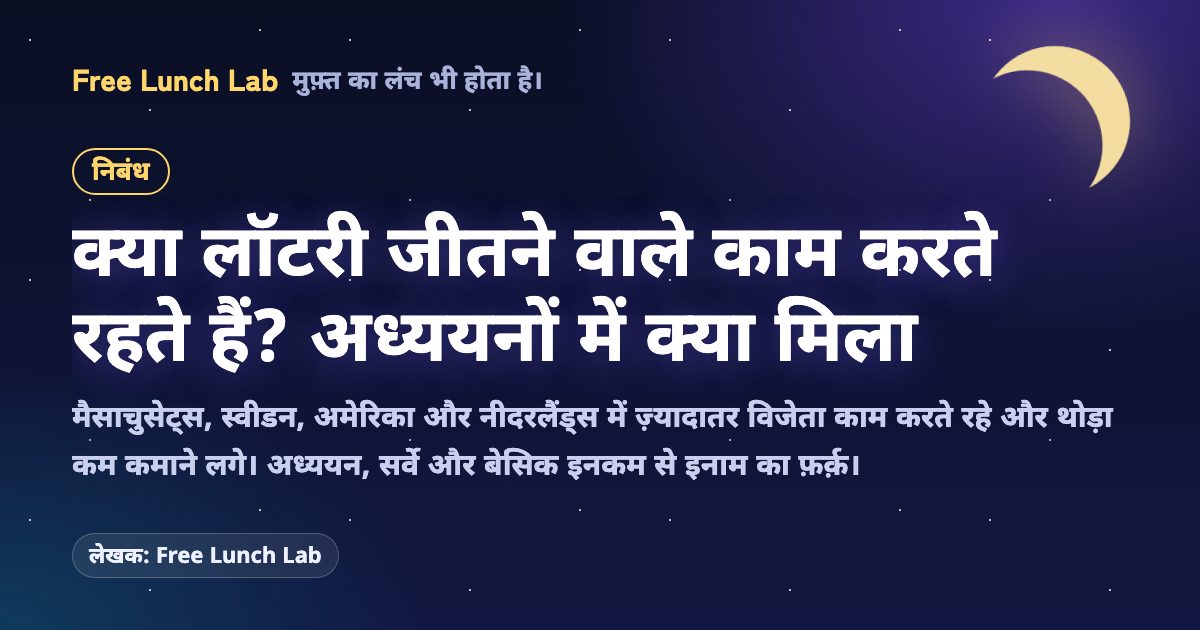 Free Lunch Lab मुफ़्त का लंच भी होता है।
निबंध
क्या लॉटरी जीतने वाले काम करते
रहते हैं? अध्ययनों में क्या मिला
मैसाचुसेट्स, स्वीडन, अमेरिका और नीदरलैंड्स में ज़्यादातर विजेता काम करते रहे और थोड़ा
कम कमाने लगे। अध्ययन, सर्वे और बेसिक इनकम से इनाम का फ़र्क़।
लेखक: Free Lunch Lab